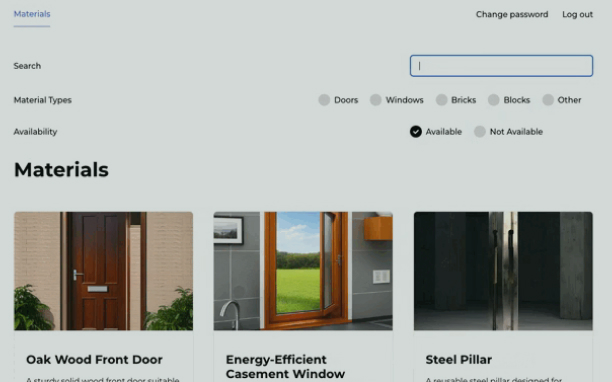 Materials
Change password Log out
Search
Material Types Doors Windows Bricks Blocks Other
Availability Available Not Available
Materials
Oak Wood Front Door
Energy-Efficient
Casement Window
Steel Pillar
A sturdy solid wood front door suitable
A reusable steel pillar designed for